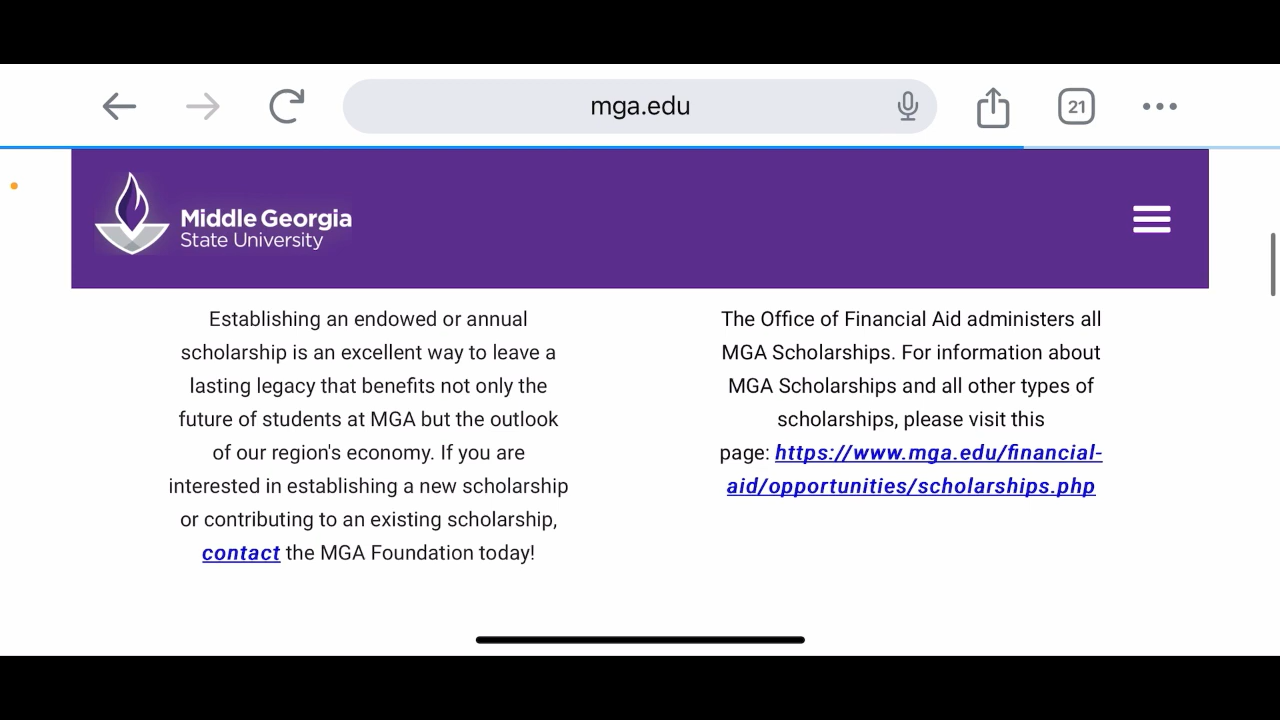 mga.edu
21
Middle Georgia
State University
Establishing an endowed or annual
scholarship is an excellent way to leave a
lasting legacy that benefits not only the
future of students at MGA but the outlook
of our region's economy. If you are
interested in establishing a new scholarship
or contributing to an existing scholarship,
contact the MGA Foundation today!
The Office of Financial Aid administers all
MGA Scholarships. For information about
MGA Scholarships and all other types of
scholarships, please visit this
page: https://www.mga.edu/financial-
aid/opportunities/scholarships.php